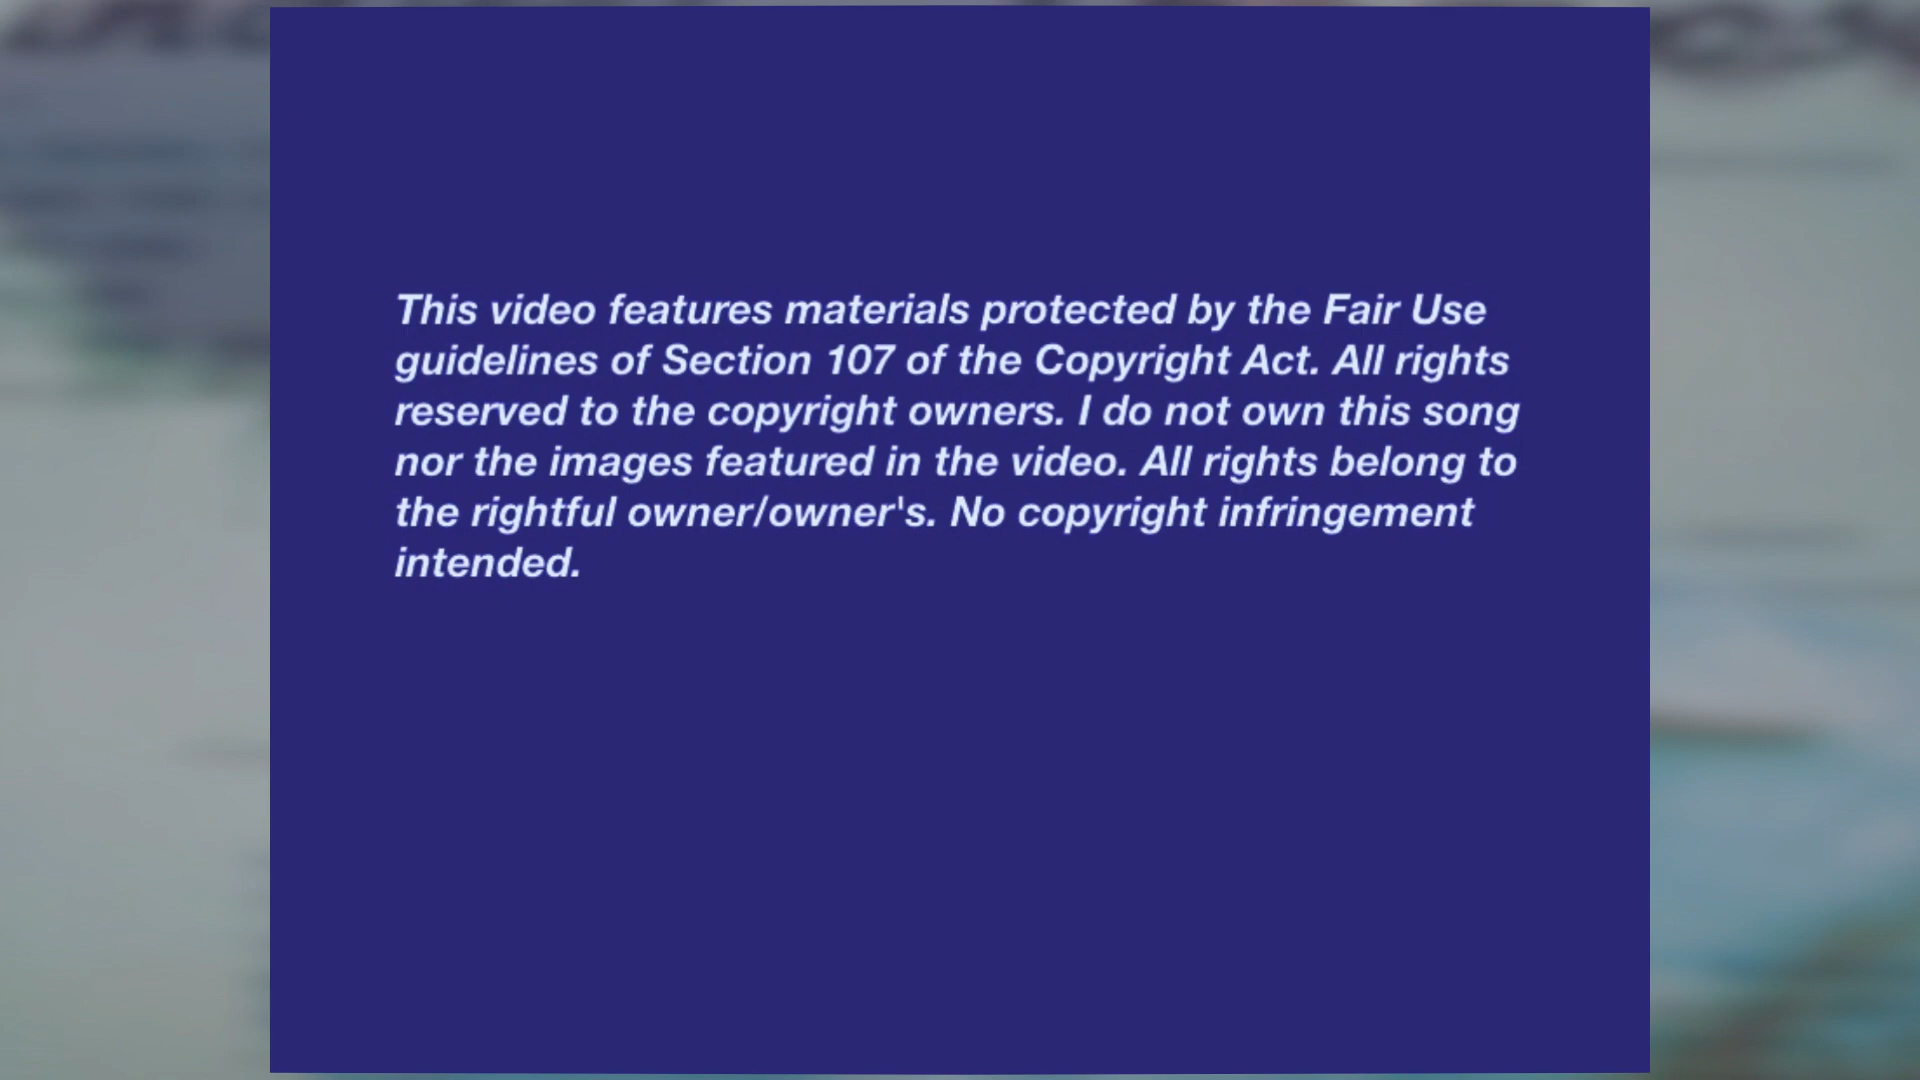 This video features materials protected by the Fair Use
guidelines of Section 107 of the Copyright Act. All rights
reserved to the copyright owners. I do not own this song
nor the images featured in the video. All rights belong to
the rightful owner/owner's. No copyright infringement
intended.